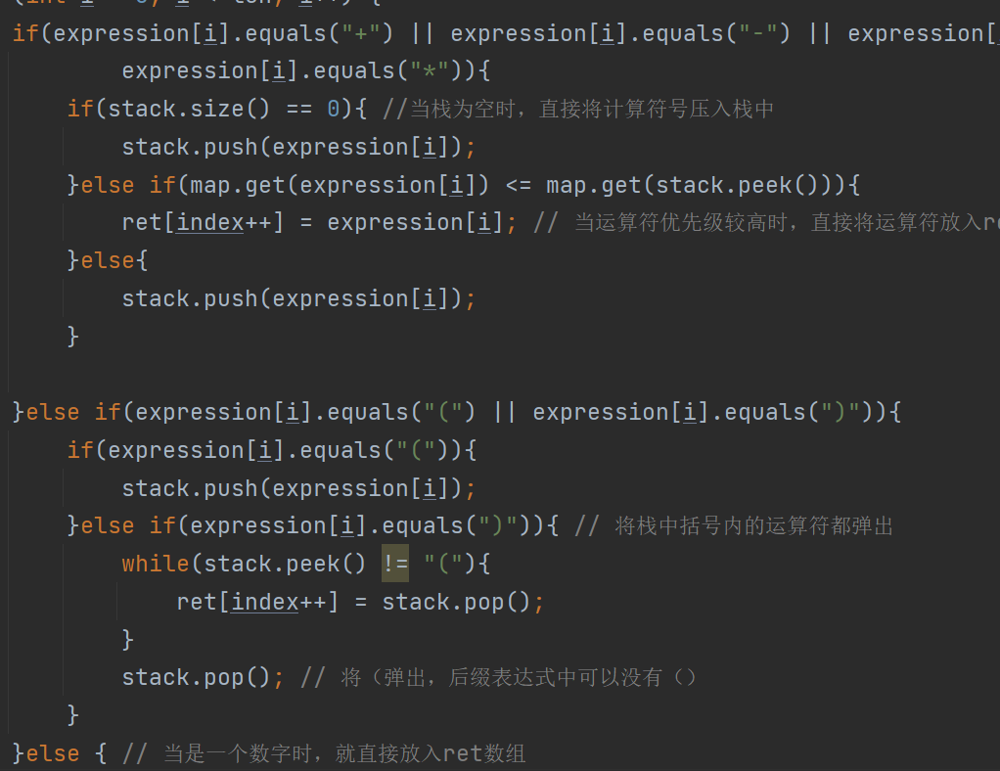 if(expression[i].equals("+") || expression[i].equals("-") || expression[
expression[i].equals("*")){
if(stack.size() == 0){ //当栈为空时，直接将计算符号压入栈中
stack.push(expression[i]);
}else if(map.get(expression[i]) <= map.get(stack.peek())){
ret[index++] = expression[i]; // 当运算符优先级较高时，直接将运算符放入re
}else{
stack.push(expression[i]);
}
}else if(expression[i].equals("(") || expression[i].equals(")")){
if(expression[i].equals("(")){
stack.push(expression[i]);
}else if(expression[i].equals(")")){ // 将栈中括号内的运算符都弹出
while(stack.peek() != "("){
ret[index++] = stack.pop();
}
stack.pop(); // 将（弹出，后缀表达式中可以没有（）
}
}else { // 当是一个数字时，就直接放入ret数组